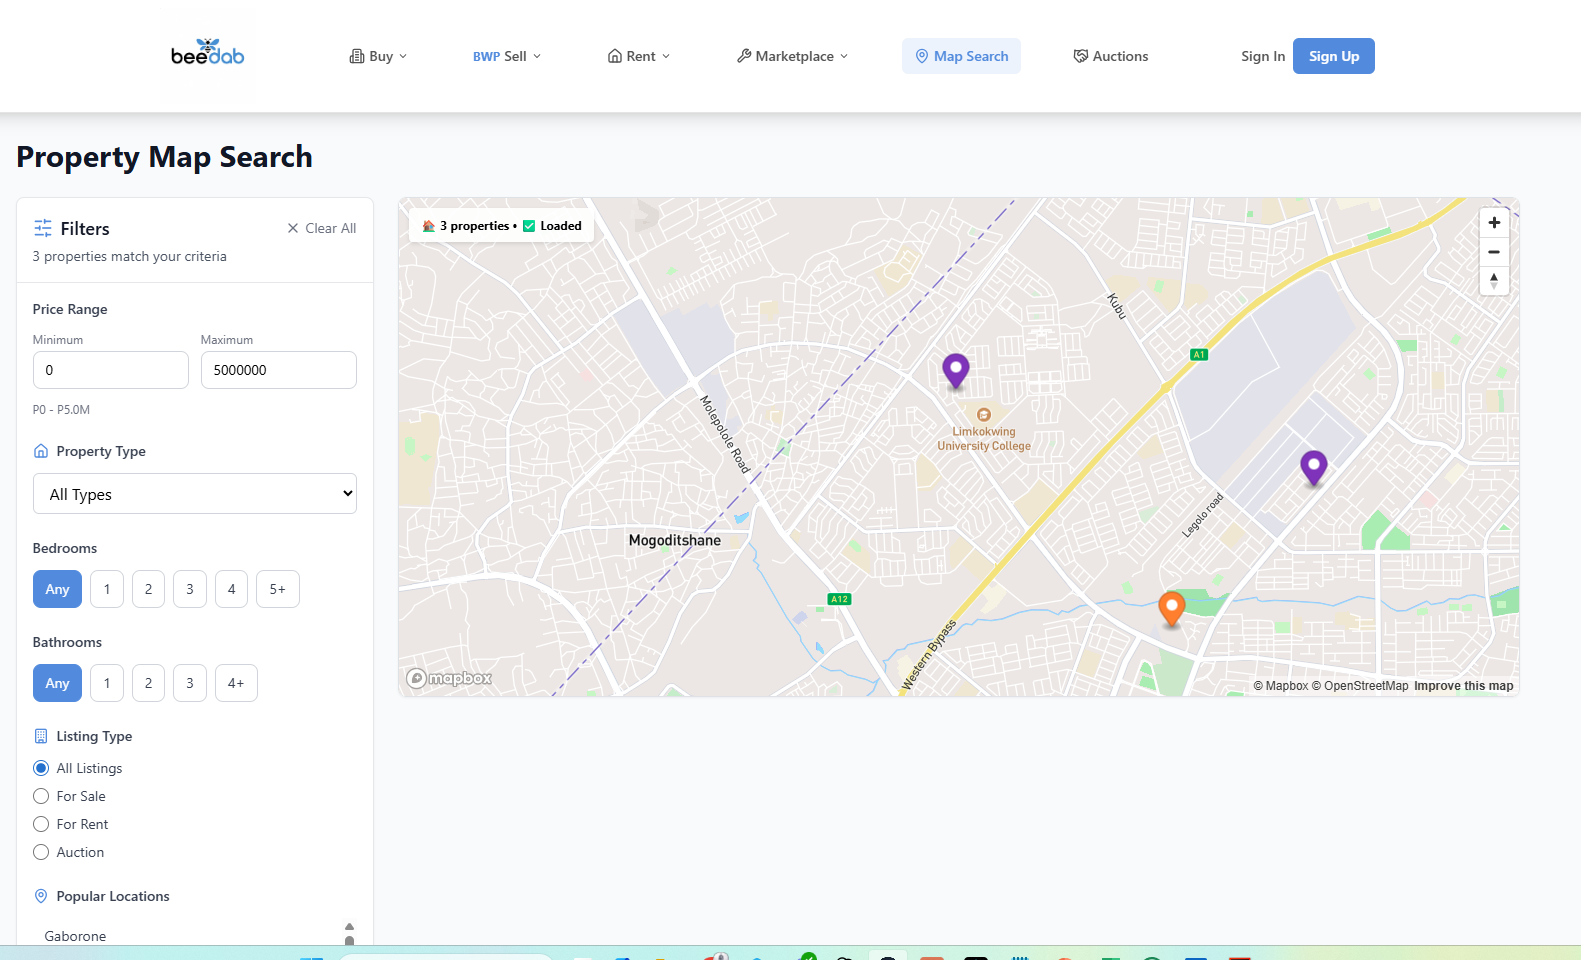 beedab
Buy
BWP Sell
Rent
Marketplace
Map Search
Auctions
Sign In
Sign Up
Property Map Search
Filters
Clear All
3 properties match your criteria
Price Range
Minimum
Maximum
0
5000000
P0 - P5.0M
Property Type
All Types
Bedrooms
Any
1
2
3
4
5+
Bathrooms
Any
1
2
3
4+
Listing Type
All Listings
For Sale
For Rent
Auction
Popular Locations
Gaborone
3 properties • Loaded
Kubu
A1
Molepolole Road
Limkokwing
University College
Legolo road
Mogoditshane
A12
Western Bypass
mapbox
© Mapbox © OpenStreetMap Improve this map